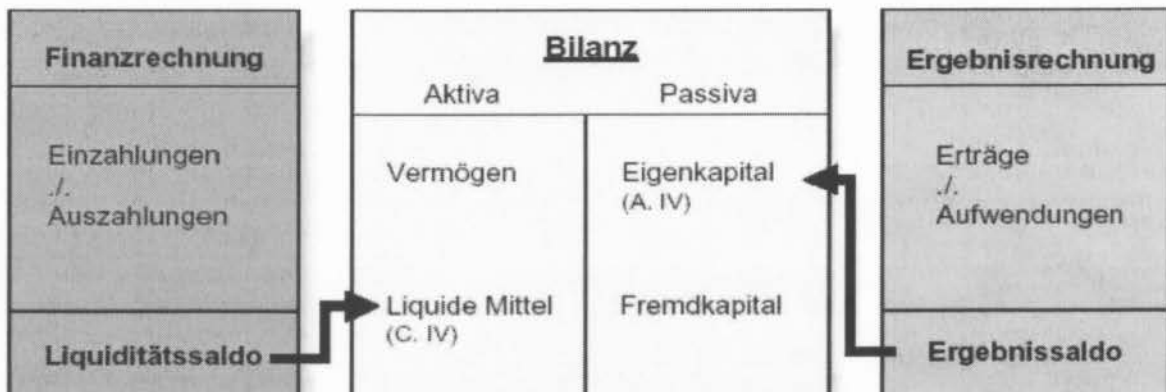 Finanzrechnung
Einzahlungen
./.
Auszahlungen
Liquiditätssaldo
Bilanz
Aktiva
Passiva
Vermögen
Eigenkapital
(A. IV)
Liquide Mittel
(C. IV)
Fremdkapital
Ergebnisrechnung
Erträge
./.
Aufwendungen
Ergebnissaldo